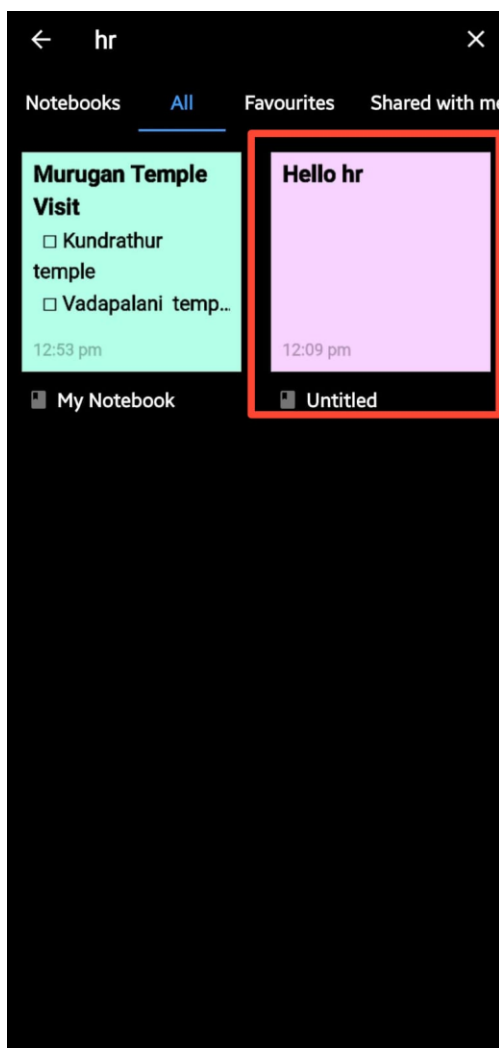 hr
Notebooks All Favourites Shared with me
Murugan Temple
Visit
☐ Kundrathur
temple
☐ Vadapalani temp...
12:53 pm
My Notebook
Hello hr
12:09 pm
Untitled